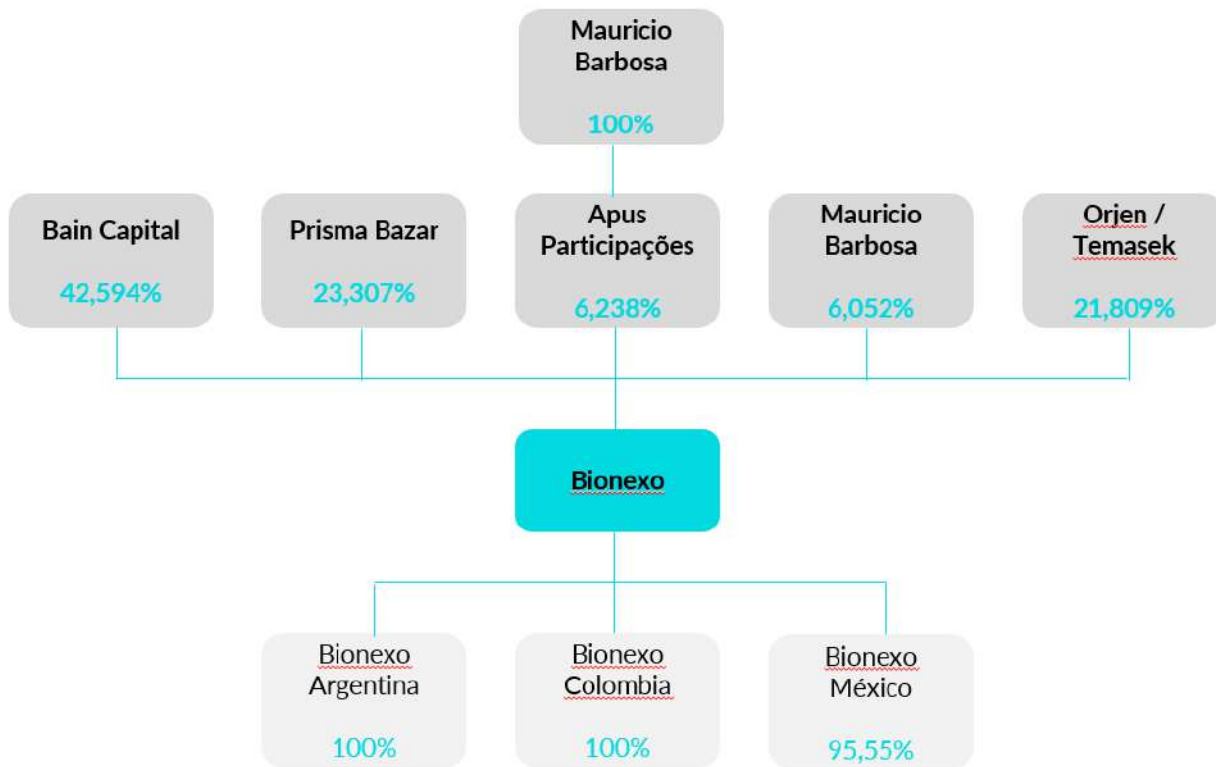 Mauricio
Barbosa
100%
Bain Capital
42,594%
Prisma Bazar
23,307%
Apus
Participações
6,238%
Mauricio
Barbosa
6,052%
Orjen /
Temasek
21,809%
Bionexo
Bionexo
Argentina
100%
Bionexo
Colombia
100%
Bionexo
México
95,55%